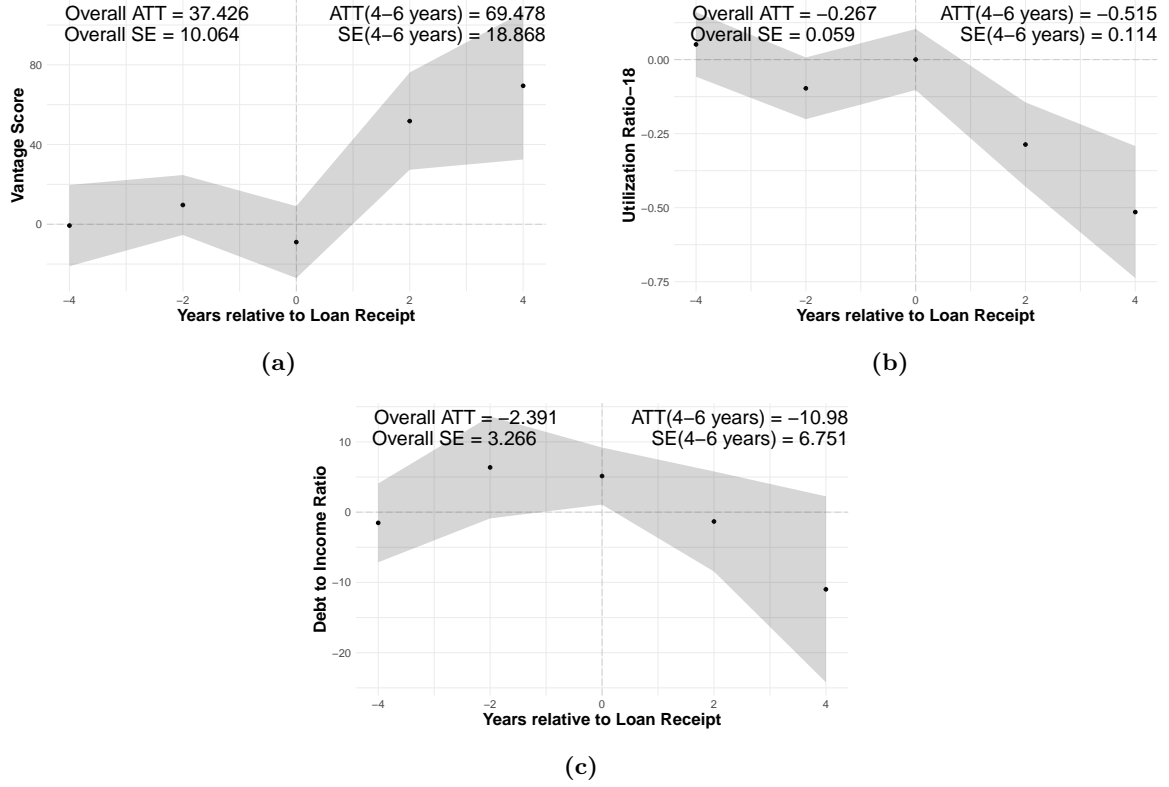 Overall ATT = 37.426
ATT(4−6 years) = 69.478
Overall SE = 10.064
SE(4−6 years) = 18.868
80
40
0
Vantage Score
−4 −2 0 2 4
Years relative to Loan Receipt
(a)
Overall ATT = −0.267
ATT(4−6 years) = −0.515
Overall SE = 0.059
SE(4−6 years) = 0.114
0.00
−0.25
−0.50
−0.75
Utilization Ratio−18
−4 −2 0 2 4
Years relative to Loan Receipt
(b)
Overall ATT = −2.391
ATT(4−6 years) = −10.98
Overall SE = 3.266
SE(4−6 years) = 6.751
10
0
−10
−20
Debt to Income Ratio
−4 −2 0 2 4
Years relative to Loan Receipt
(c)